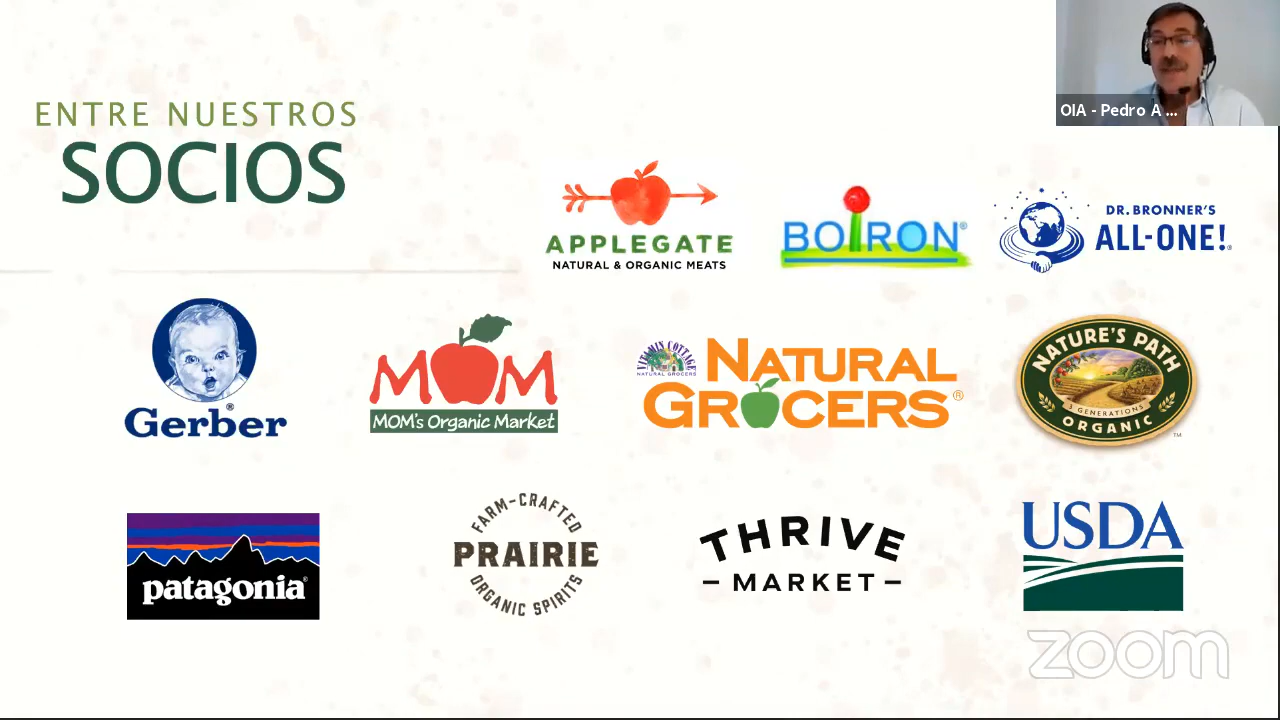 ENTRE NUESTROS
SOCIOS
OIA - Pedro A ...
APPLEGATE
NATURAL & ORGANIC MEATS
BOIRON®
DR. BRONNER'S
ALL-ONE!®
Gerber®
MOM
MOM's Organic Market
VITAMIN COTTAGE
NATURAL GROCERS
NATURAL
GROCERS®
NATURE'S PATH
3 GENERATIONS
ORGANIC™
patagonia®
FARM-CRAFTED
PRAIRIE
ORGANIC SPIRITS
THRIVE
– MARKET –
USDA
zoom